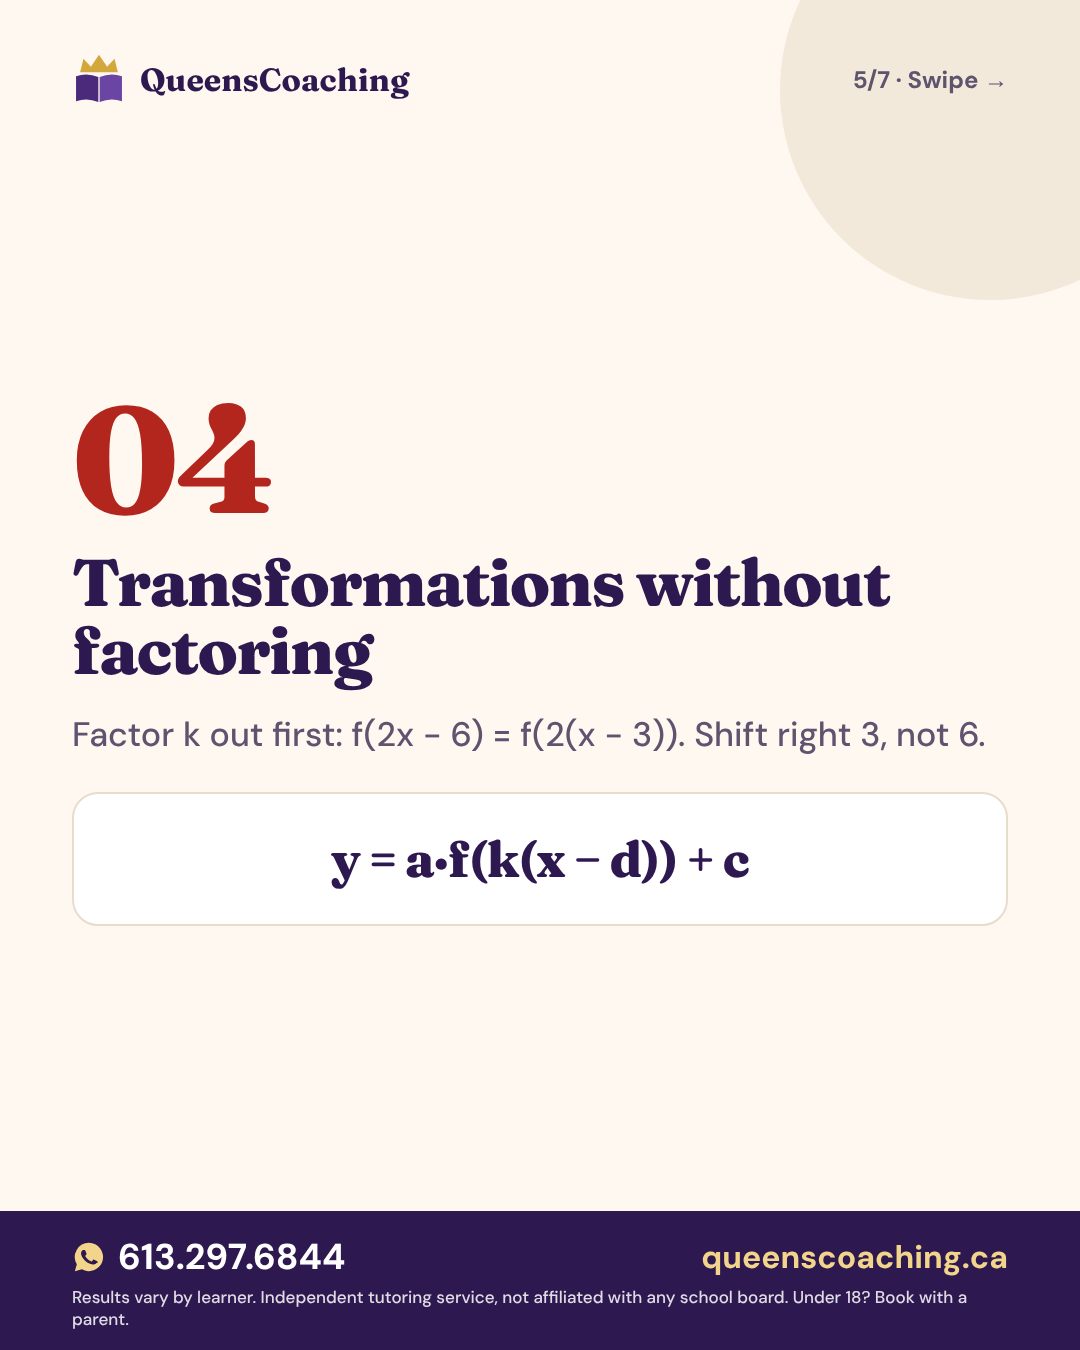 QueensCoaching
5/7 · Swipe →
04
Transformations without
factoring
Factor k out first: f(2x − 6) = f(2(x − 3)). Shift right 3, not 6.
y = a·f(k(x − d)) + c
613.297.6844
queenscoaching.ca
Results vary by learner. Independent tutoring service, not affiliated with any school board. Under 18? Book with a
parent.